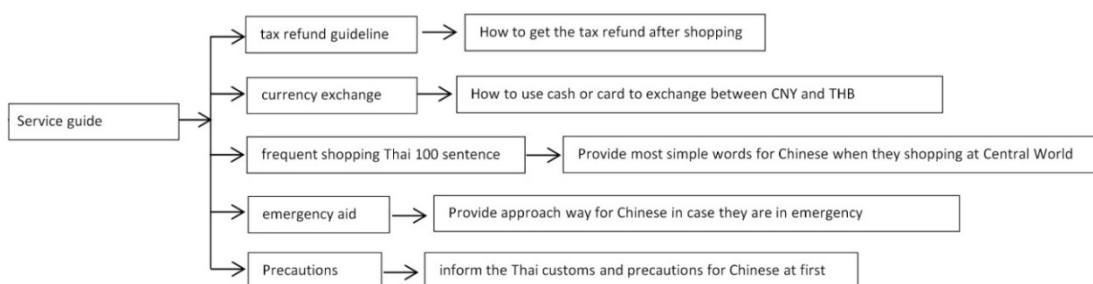 tax refund guideline
How to get the tax refund after shopping
currency exchange
How to use cash or card to exchange between CNY and THB
Service guide
frequent shopping Thai 100 sentence
Provide most simple words for Chinese when they shopping at Central World
emergency aid
Provide approach way for Chinese in case they are in emergency
Precautions
inform the Thai customs and precautions for Chinese at first